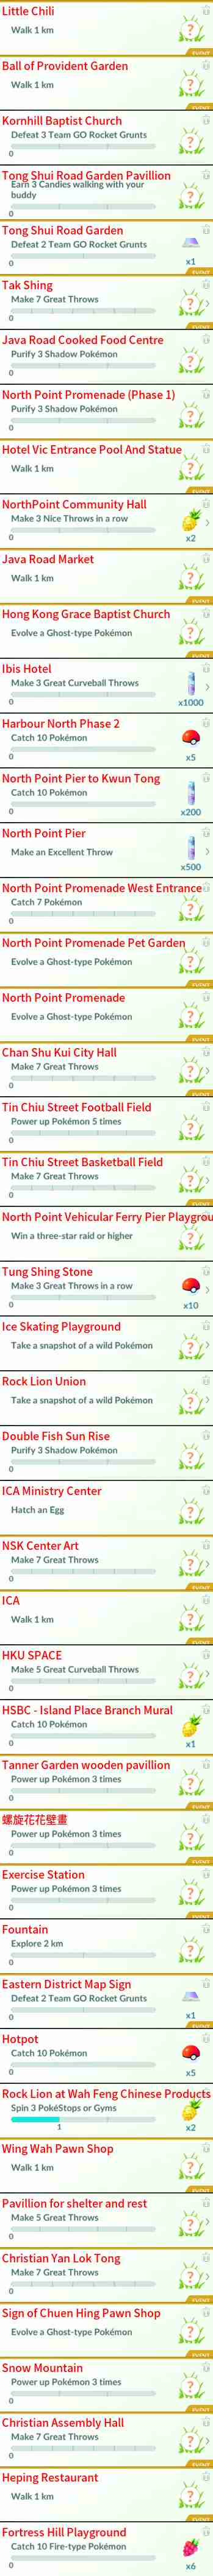 Little Chili
Walk 1 km
EVENT
Ball of Provident Garden
Walk 1 km
Kornhill Baptist Church
Defeat 3 Team GO Rocket Grunts
0
Tong Shui Road Garden Pavillion
Earn 3 Candies walking with your
buddy
0
EVENT
Tong Shui Road Garden
Defeat 2 Team GO Rocket Grunts
0
x1
EVENT
Tak Shing
Make 7 Great Throws
0
Java Road Cooked Food Centre
Purify 3 Shadow Pokémon
0
North Point Promenade (Phase 1)
Purify 3 Shadow Pokémon
0
Hotel Vic Entrance Pool And Statue
Walk 1 km
EVENT
NorthPoint Community Hall
Make 3 Nice Throws in a row
0
x2
Java Road Market
Walk 1 km
EVENT
Hong Kong Grace Baptist Church
Evolve a Ghost-type Pokémon
Ibis Hotel
Make 3 Great Curveball Throws
0
x1000
Harbour North Phase 2
Catch 10 Pokémon
0
x5
North Point Pier to Kwun Tong
Catch 10 Pokémon
0
x200
North Point Pier
Make an Excellent Throw
x500
North Point Promenade West Entrance
Catch 7 Pokémon
0
North Point Promenade Pet Garden
Evolve a Ghost-type Pokémon
EVENT
North Point Promenade
Evolve a Ghost-type Pokémon
EVENT
Chan Shu Kui City Hall
Make 7 Great Throws
0
Tin Chiu Street Football Field
Power up Pokémon 5 times
0
Tin Chiu Street Basketball Field
Make 7 Great Throws
0
North Point Vehicular Ferry Pier Playgrou
Win a three-star raid or higher
Tung Shing Stone
Make 3 Great Throws in a row
0
x10
Ice Skating Playground
Take a snapshot of a wild Pokémon
Rock Lion Union
Take a snapshot of a wild Pokémon
Double Fish Sun Rise
Purify 3 Shadow Pokémon
0
ICA Ministry Center
Hatch an Egg
NSK Center Art
Make 7 Great Throws
0
EVENT
ICA
Walk 1 km
EVENT
HKU SPACE
Make 5 Great Curveball Throws
0
HSBC - Island Place Branch Mural
Catch 10 Pokémon
0
x1
Tanner Garden wooden pavillion
Power up Pokémon 3 times
0
EVENT
螺旋花花壁畫
Power up Pokémon 3 times
0
EVENT
Exercise Station
Power up Pokémon 3 times
0
EVENT
Fountain
Explore 2 km
0
Eastern District Map Sign
Defeat 2 Team GO Rocket Grunts
0
x1
EVENT
Hotpot
Catch 10 Pokémon
0
x5
Rock Lion at Wah Feng Chinese Products
Spin 3 PokéStops or Gyms
1
x2
Wing Wah Pawn Shop
Walk 1 km
EVENT
Pavillion for shelter and rest
Make 5 Great Throws
0
Christian Yan Lok Tong
Make 7 Great Throws
0
Sign of Chuen Hing Pawn Shop
Evolve a Ghost-type Pokémon
EVENT
Snow Mountain
Power up Pokémon 3 times
0
EVENT
Christian Assembly Hall
Make 7 Great Throws
0
EVENT
Heping Restaurant
Walk 1 km
EVENT
Fortress Hill Playground
Catch 10 Fire-type Pokémon
0
x6